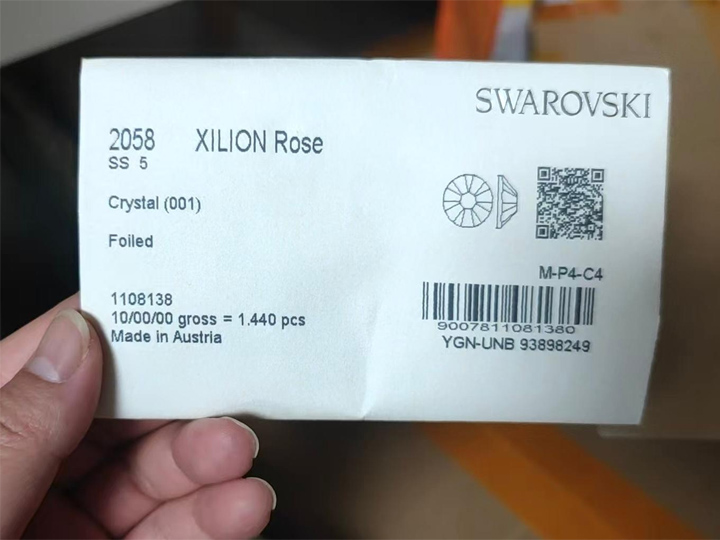 SWAROVSKI
2058 XILION Rose
SS 5
Crystal (001)
Foiled
M-P4-C4
1108138
10/00/00 gross = 1.440 pcs
Made in Austria
9007811081380
YGN-UNB 93898249